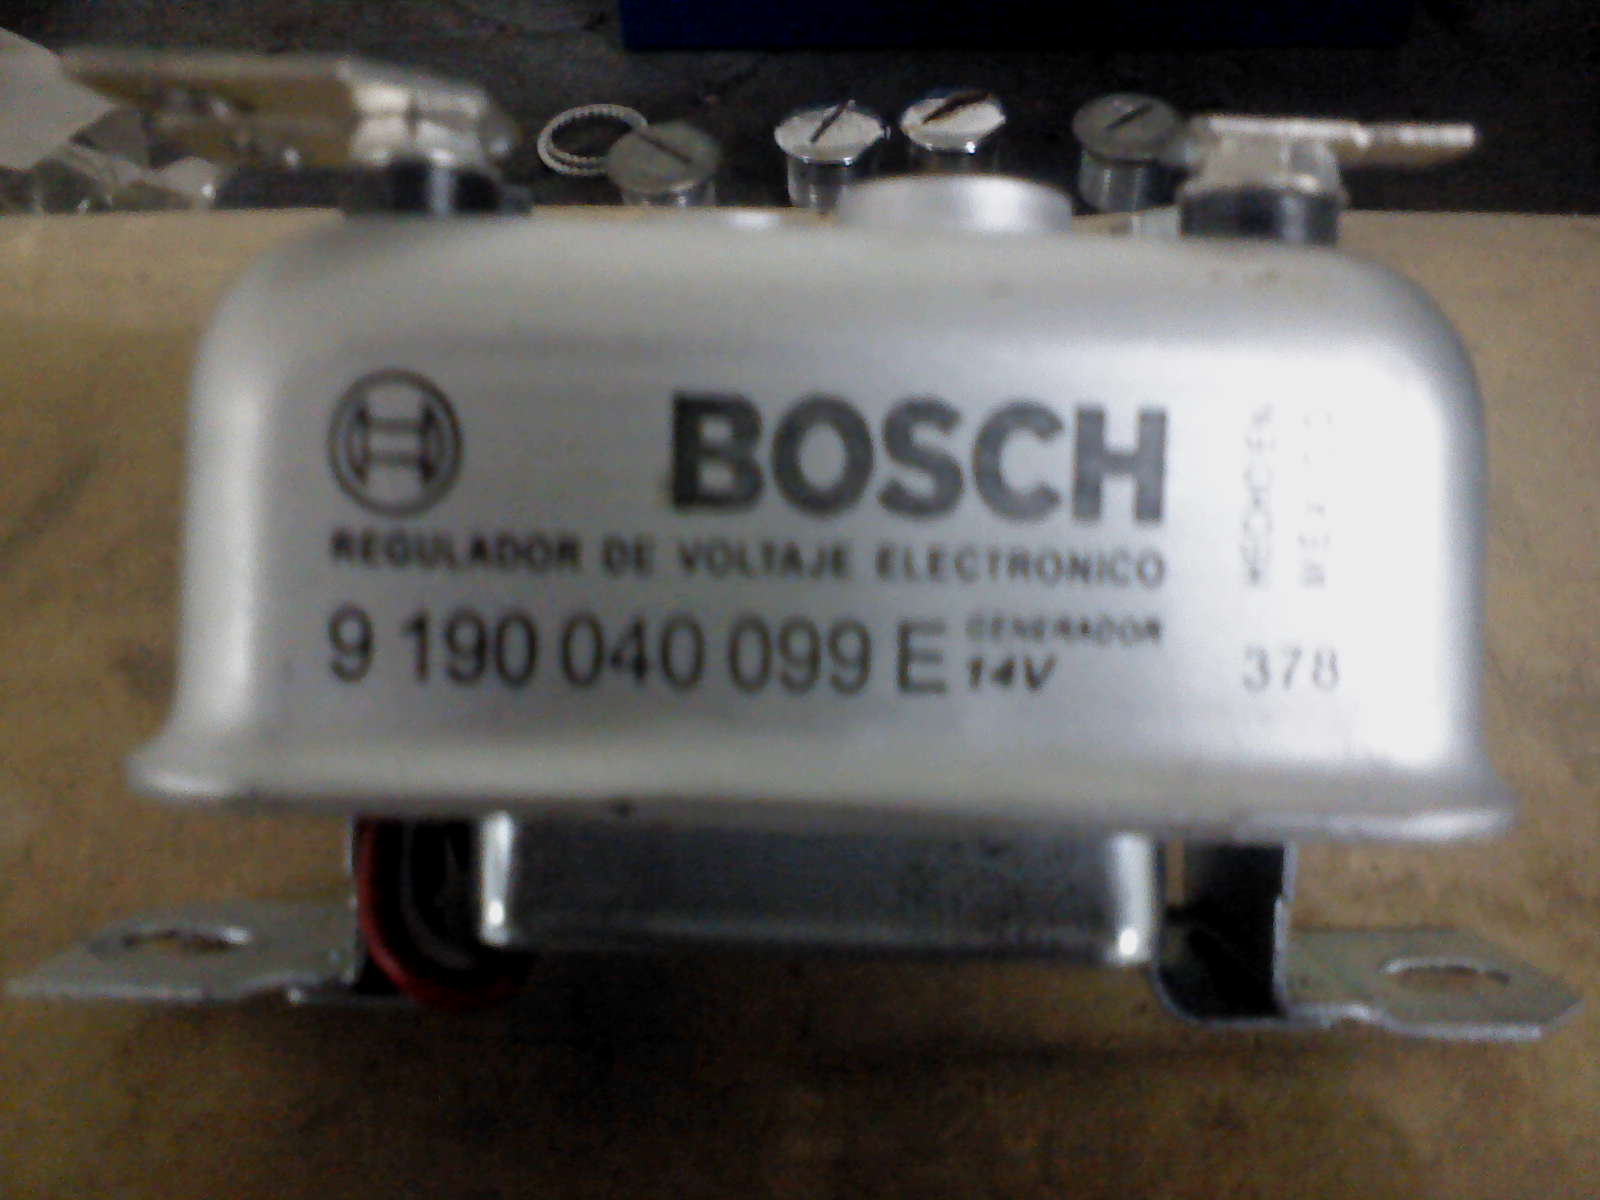 BOSCH
REGULADOR DE VOLTAJE ELECTRONICO
9 190 040 099 E GENERADOR
14V
378